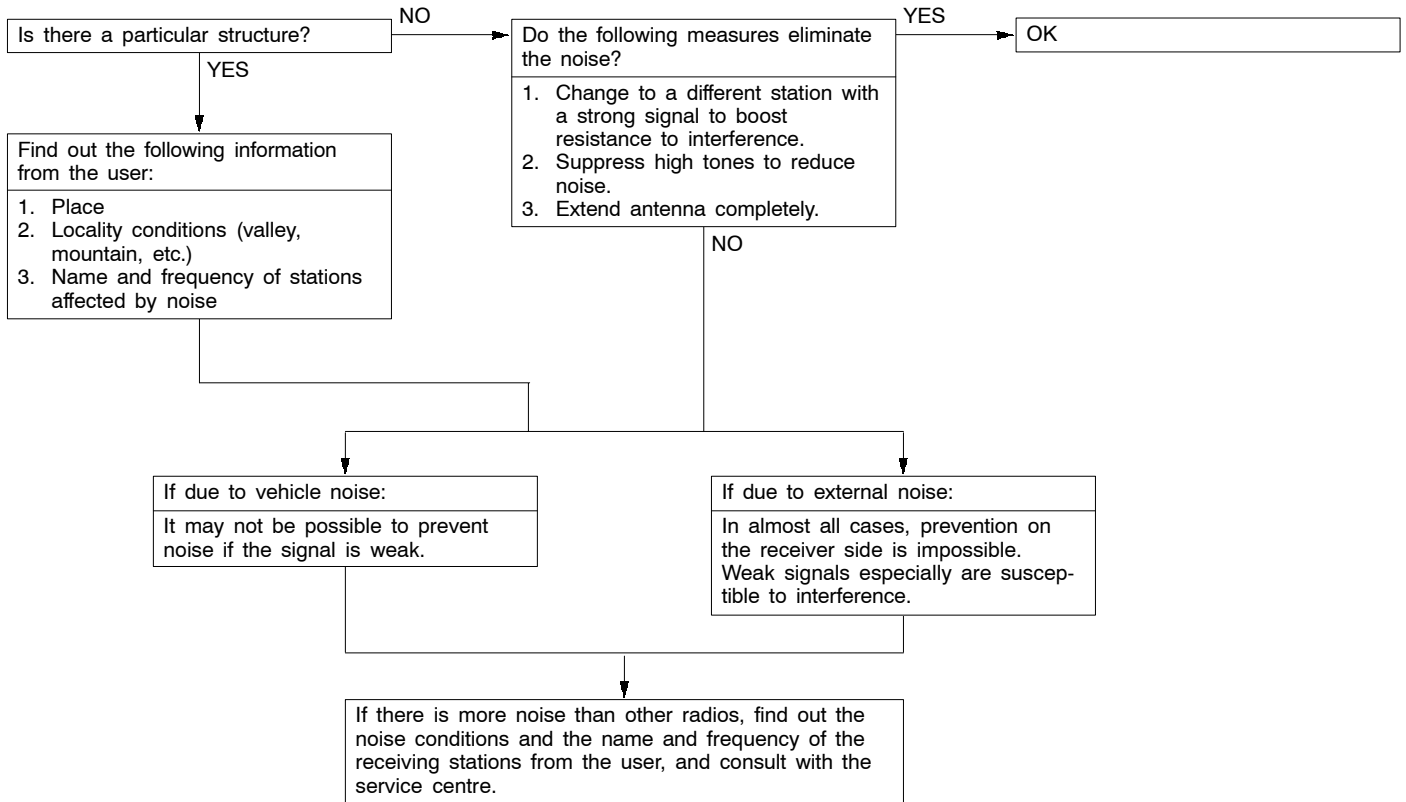 Is there a particular structure?
NO
YES
Do the following measures eliminate
the noise?
1. Change to a different station with
a strong signal to boost
resistance to interference.
2. Suppress high tones to reduce
noise.
3. Extend antenna completely.
YES
OK
NO
Find out the following information
from the user:
1. Place
2. Locality conditions (valley,
mountain, etc.)
3. Name and frequency of stations
affected by noise
If due to vehicle noise:
It may not be possible to prevent
noise if the signal is weak.
If due to external noise:
In almost all cases, prevention on
the receiver side is impossible.
Weak signals especially are suscep-
tible to interference.
If there is more noise than other radios, find out the
noise conditions and the name and frequency of the
receiving stations from the user, and consult with the
service centre.